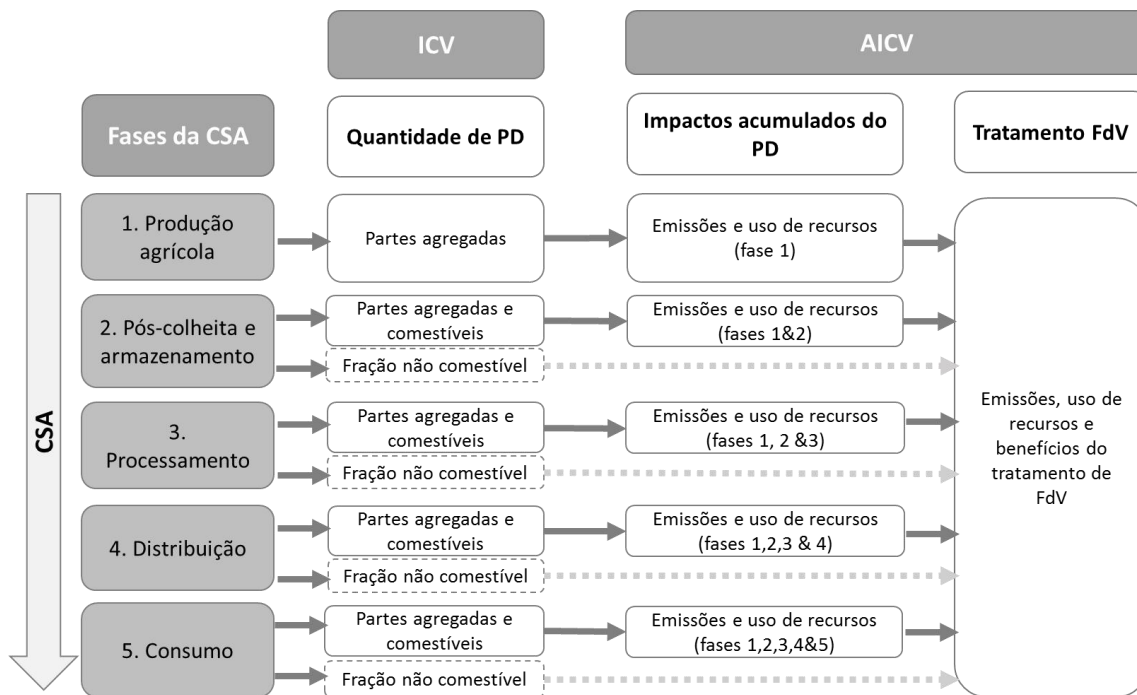 ICV
AICV
Fases da CSA
Quantidade de PD
Impactos acumulados do
PD
Tratamento FdV
CSA
1. Produção
agrícola
Partes agregadas
Emissões e uso de recursos
(fase 1)
2. Pós-colheita e
armazenamento
Partes agregadas e
comestíveis
Emissões e uso de recursos
(fases 1&2)
Fração não comestível
3.
Processamento
Partes agregadas e
comestíveis
Emissões e uso de recursos
(fases 1, 2 &3)
Fração não comestível
4. Distribuição
Partes agregadas e
comestíveis
Emissões e uso de recursos
(fases 1,2,3 & 4)
Fração não comestível
5. Consumo
Partes agregadas e
comestíveis
Emissões e uso de recursos
(fases 1,2,3,4&5)
Fração não comestível
Emissões, uso de
recursos e
benefícios do
tratamento de
FdV